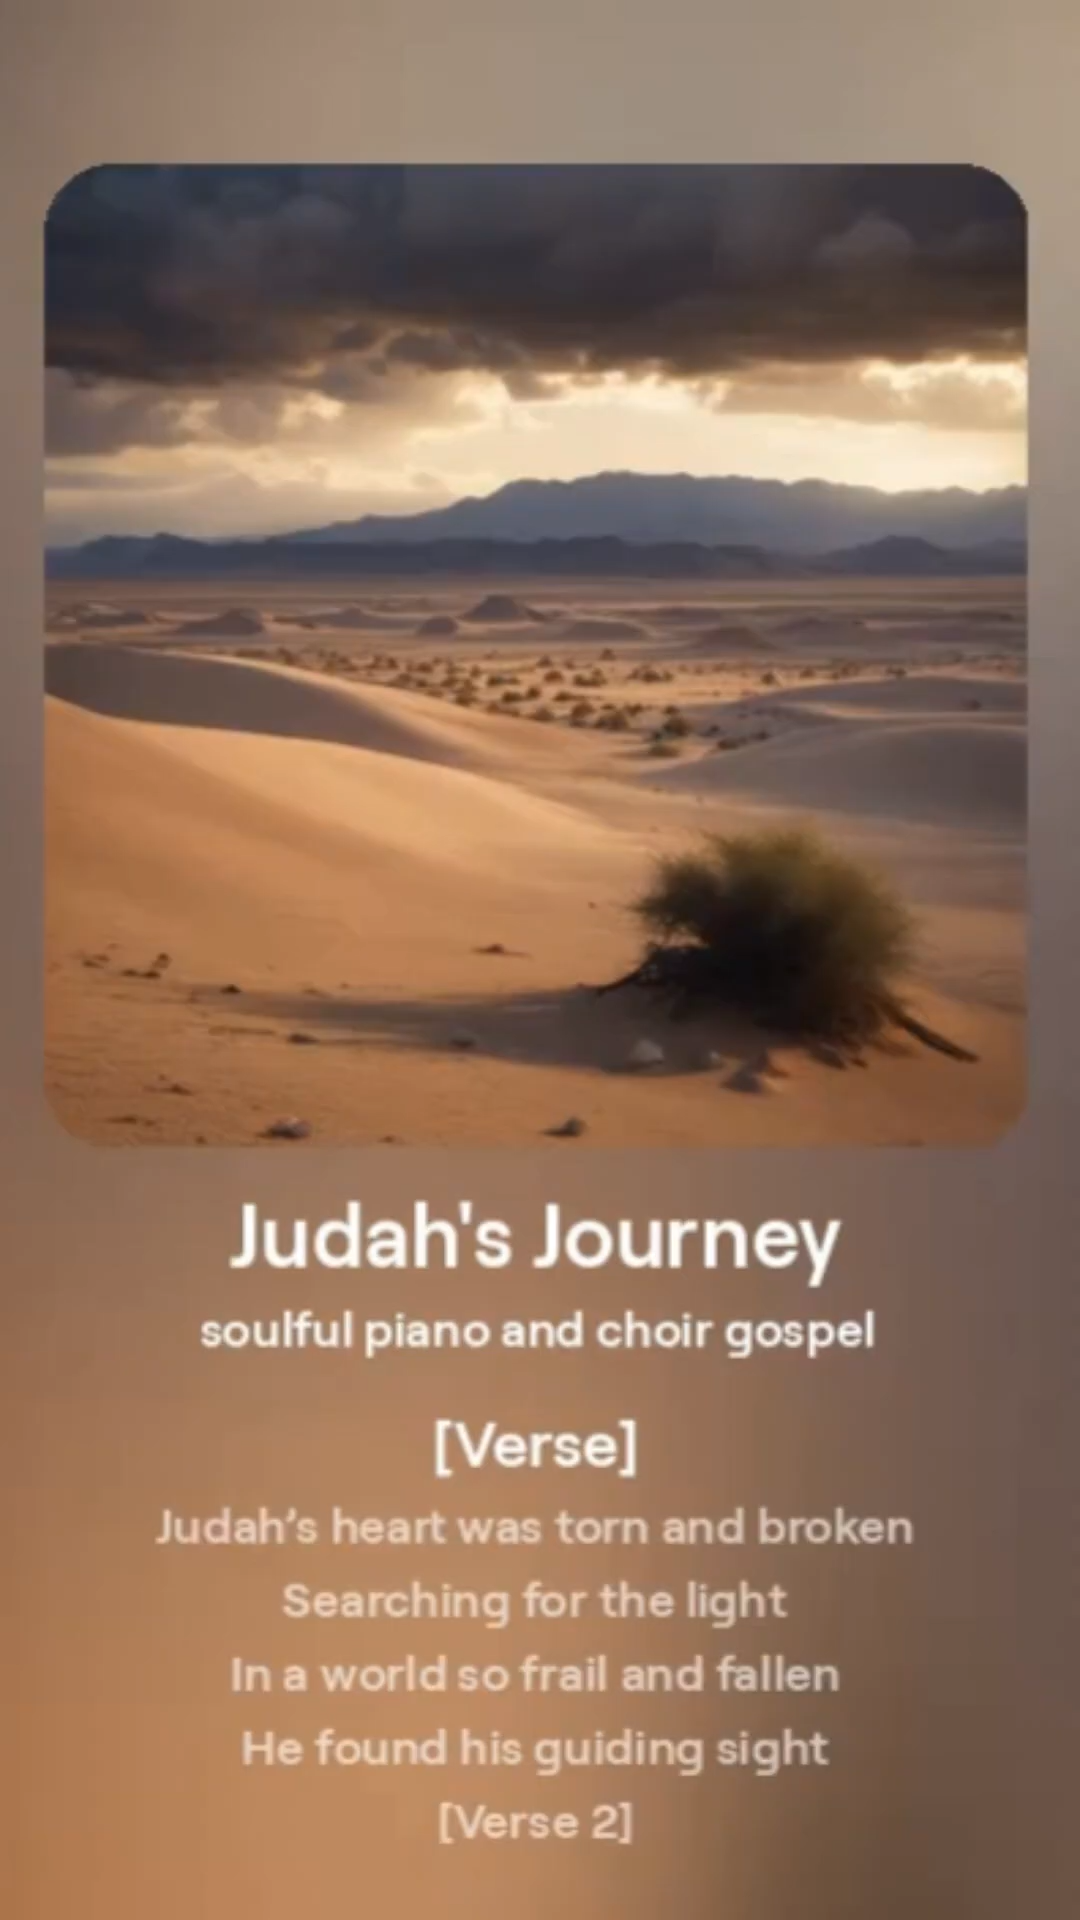 Judah's Journey
soulful piano and choir gospel
[Verse]
Judah’s heart was torn and broken
Searching for the light
In a world so frail and fallen
He found his guiding sight
[Verse 2]